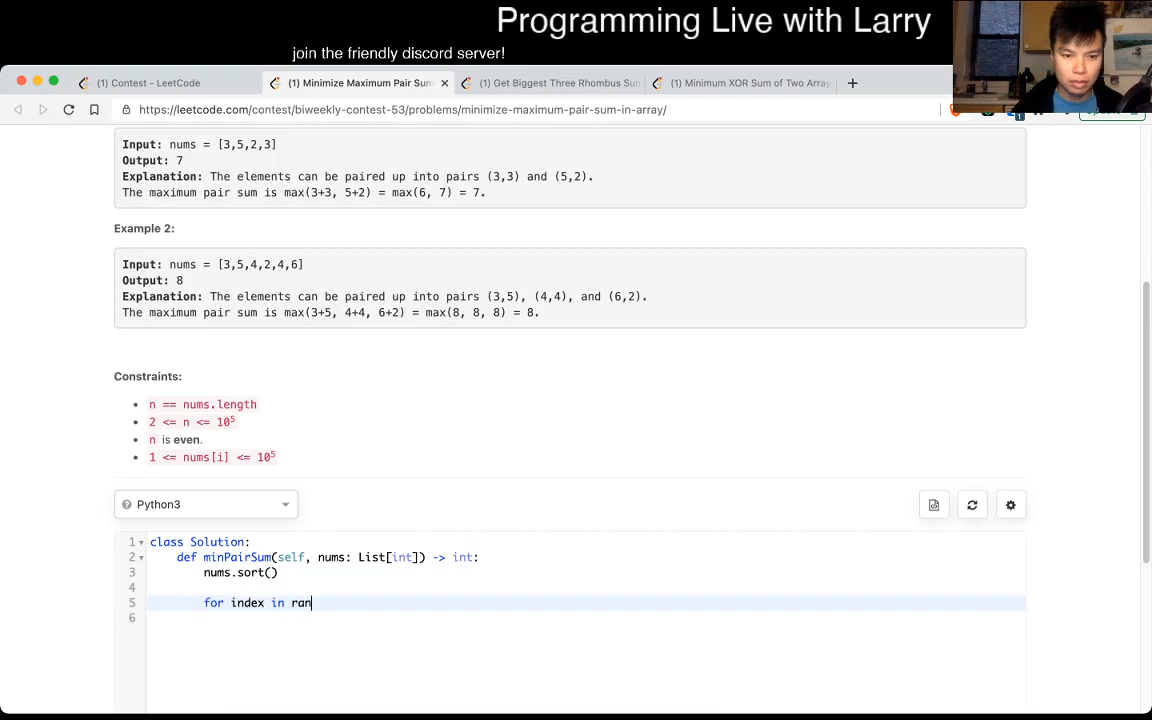 Programming Live with Larry
join the friendly discord server!
(1) Contest - LeetCode
(1) Minimize Maximum Pair Sum
(1) Get Biggest Three Rhombus Sun
(1) Minimum XOR Sum of Two Array
https://leetcode.com/contest/biweekly-contest-53/problems/minimize-maximum-pair-sum-in-array/
Input: nums = [3,5,2,3]
Output: 7
Explanation: The elements can be paired up into pairs (3,3) and (5,2).
The maximum pair sum is max(3+3, 5+2) = max(6, 7) = 7.
Example 2:
Input: nums = [3,5,4,2,4,6]
Output: 8
Explanation: The elements can be paired up into pairs (3,5), (4,4), and (6,2).
The maximum pair sum is max(3+5, 4+4, 6+2) = max(8, 8, 8) = 8.
Constraints:
n == nums.length
2 <= n <= 10⁵
n is even.
1 <= nums[i] <= 10⁵
Python3
1 class Solution:
2 def minPairSum(self, nums: List[int]) -> int:
3 nums.sort()
4
5 for index in ran
6